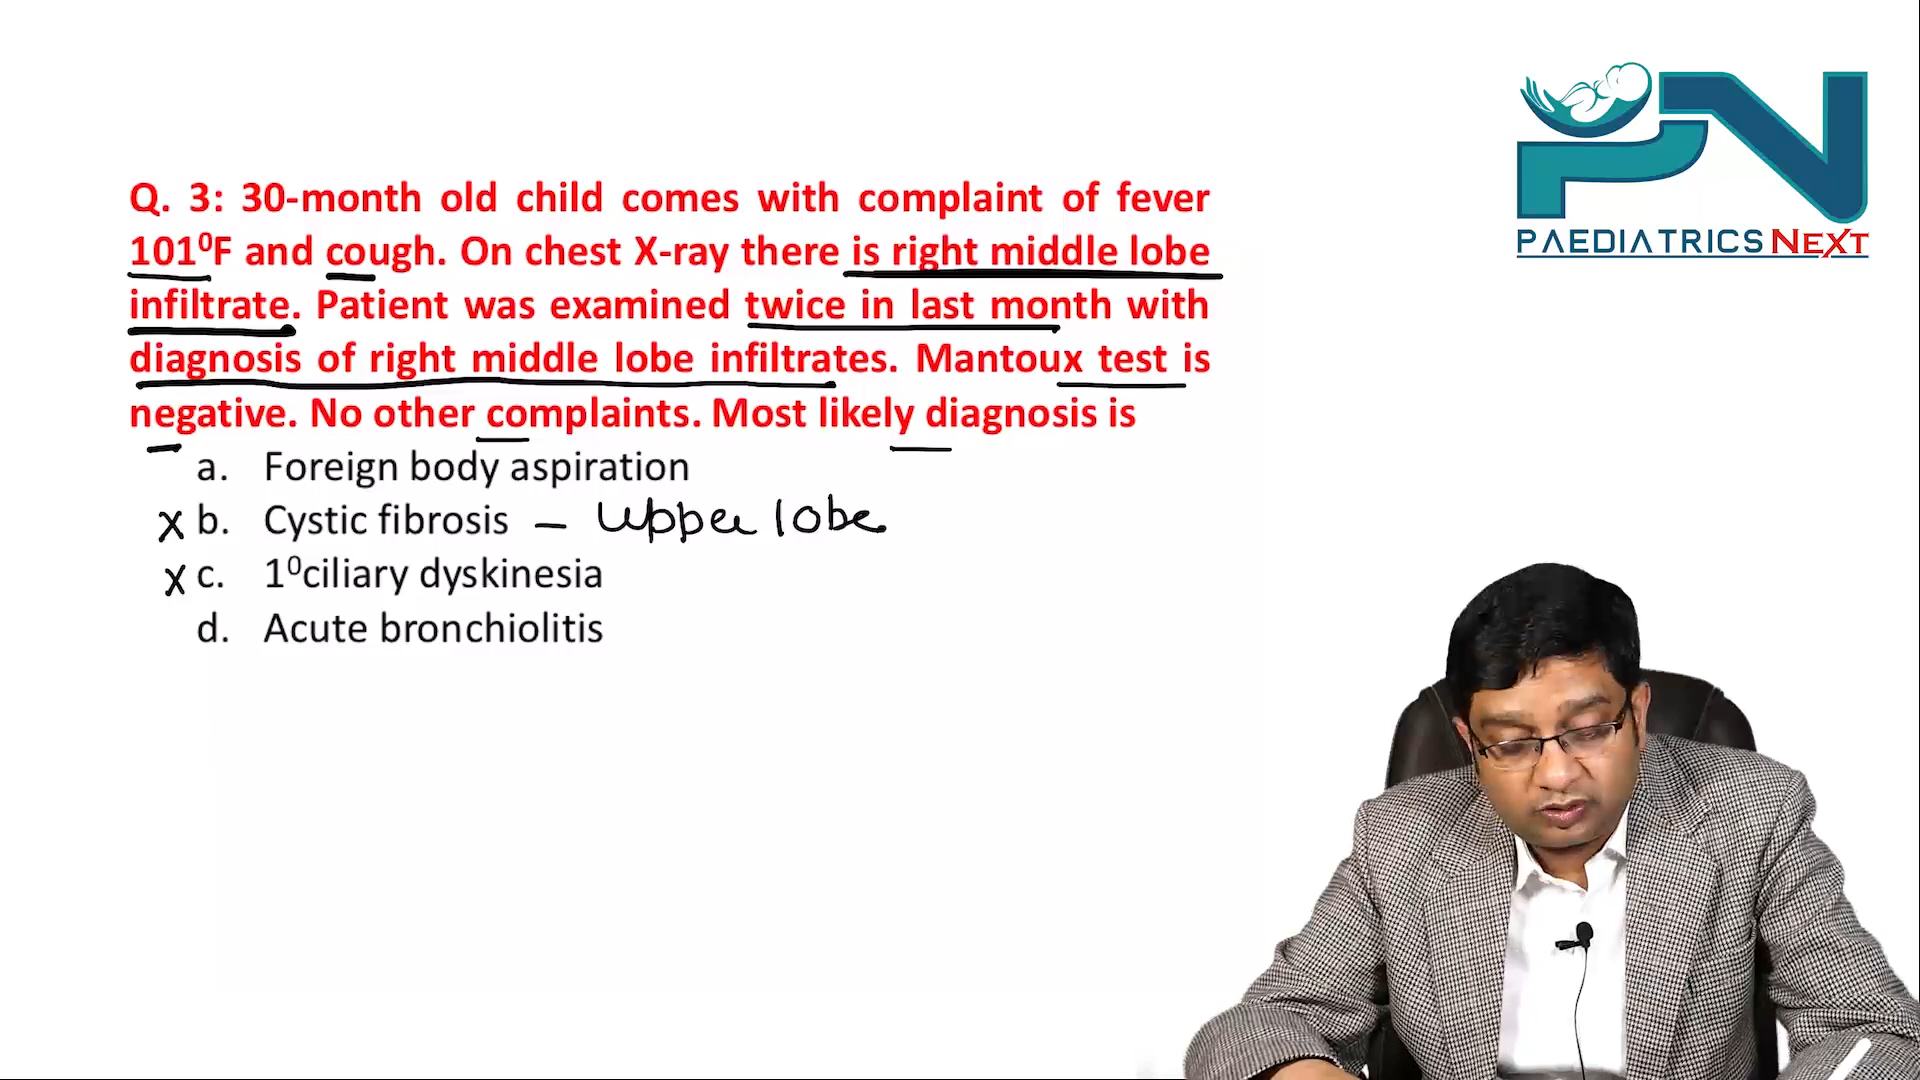 Q. 3: 30-month old child comes with complaint of fever
101⁰F and cough. On chest X-ray there is right middle lobe
infiltrate. Patient was examined twice in last month with
diagnosis of right middle lobe infiltrates. Mantoux test is
negative. No other complaints. Most likely diagnosis is
a. Foreign body aspiration
x b. Cystic fibrosis – upper lobe
x c. 1⁰ciliary dyskinesia
d. Acute bronchiolitis
PN
PAEDIATRICS NEXT